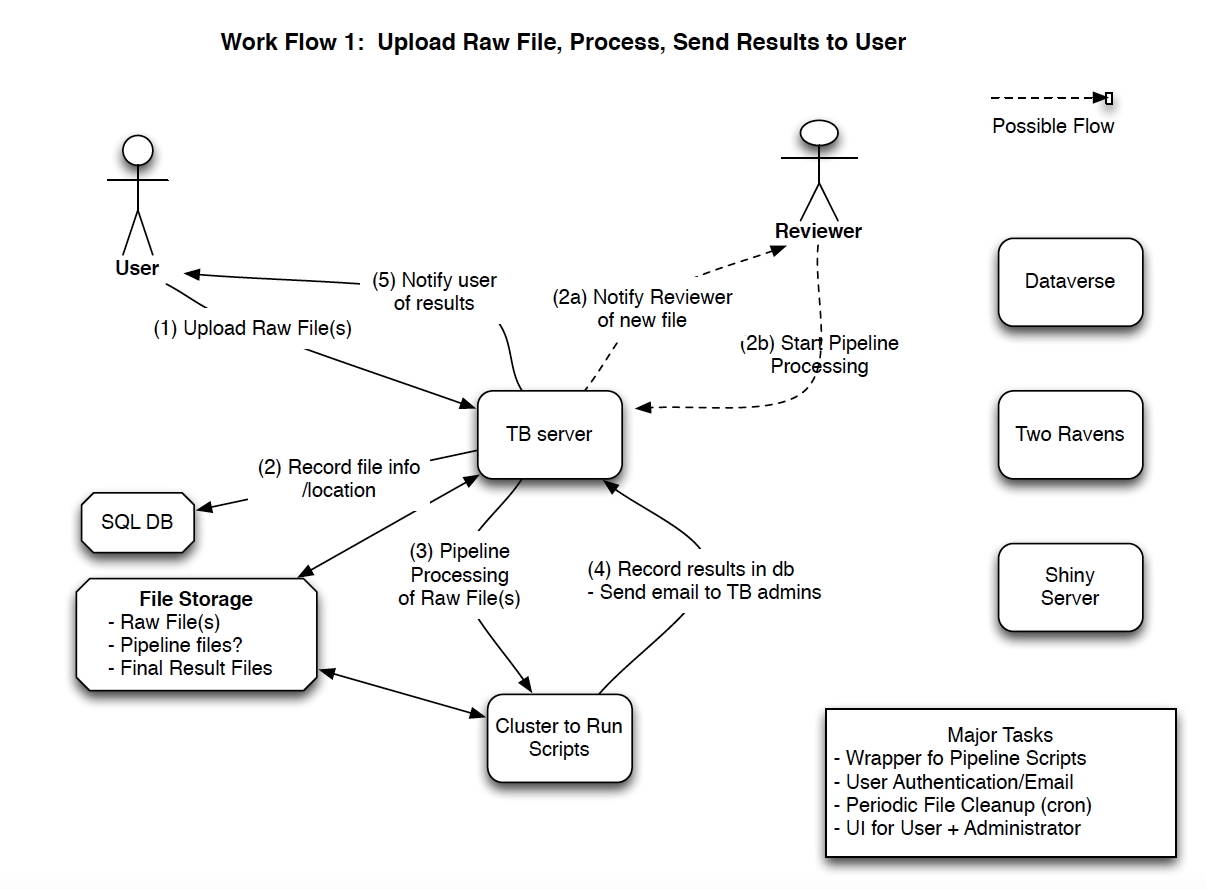 Work Flow 1:  Upload Raw File, Process, Send Results to User
Possible Flow
User
Reviewer
(5) Notify user
of results
(2a) Notify Reviewer
of new file
(1) Upload Raw File(s)
(2b) Start Pipeline
Processing
Dataverse
TB server
Two Ravens
(2) Record file info
/location
SQL DB
(3) Pipeline
Processing
of Raw File(s)
(4) Record results in db
- Send email to TB admins
Shiny
Server
File Storage
- Raw File(s)
- Pipeline files?
- Final Result Files
Cluster to Run
Scripts
Major Tasks
- Wrapper fo Pipeline Scripts
- User Authentication/Email
- Periodic File Cleanup (cron)
- UI for User + Administrator